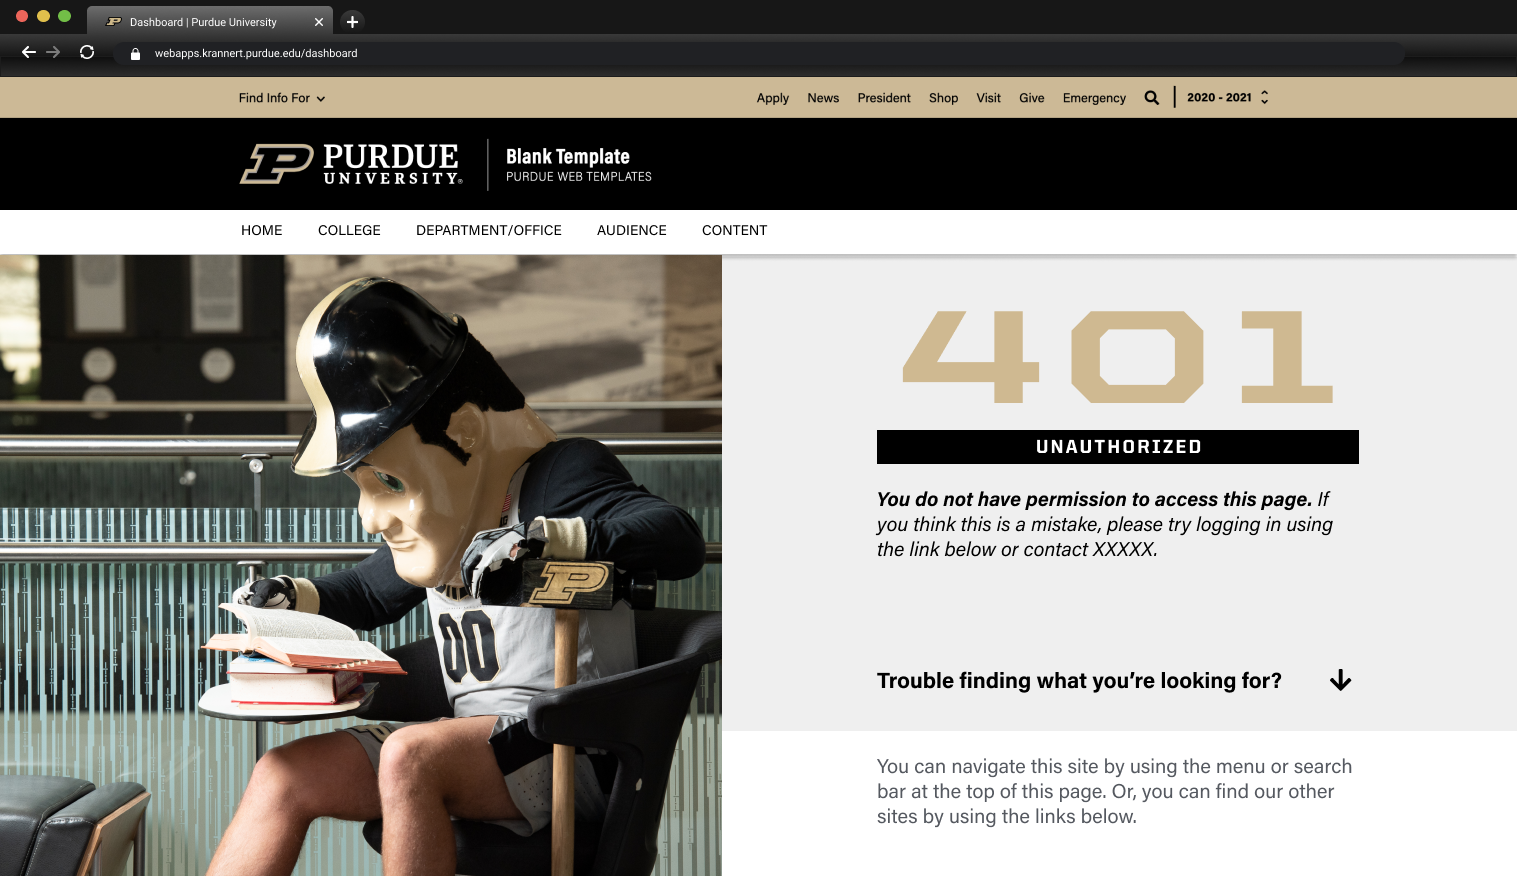 Dashboard | Purdue University
webapps.krannert.purdue.edu/dashboard
Find Info For
Apply News President Shop Visit Give Emergency 2020 - 2021
P PURDUE UNIVERSITY®
Blank Template
PURDUE WEB TEMPLATES
HOME COLLEGE DEPARTMENT/OFFICE AUDIENCE CONTENT
P
00
401
UNAUTHORIZED
You do not have permission to access this page. If
you think this is a mistake, please try logging in using
the link below or contact XXXXX.
Trouble finding what you’re looking for?
You can navigate this site by using the menu or search
bar at the top of this page. Or, you can find our other
sites by using the links below.